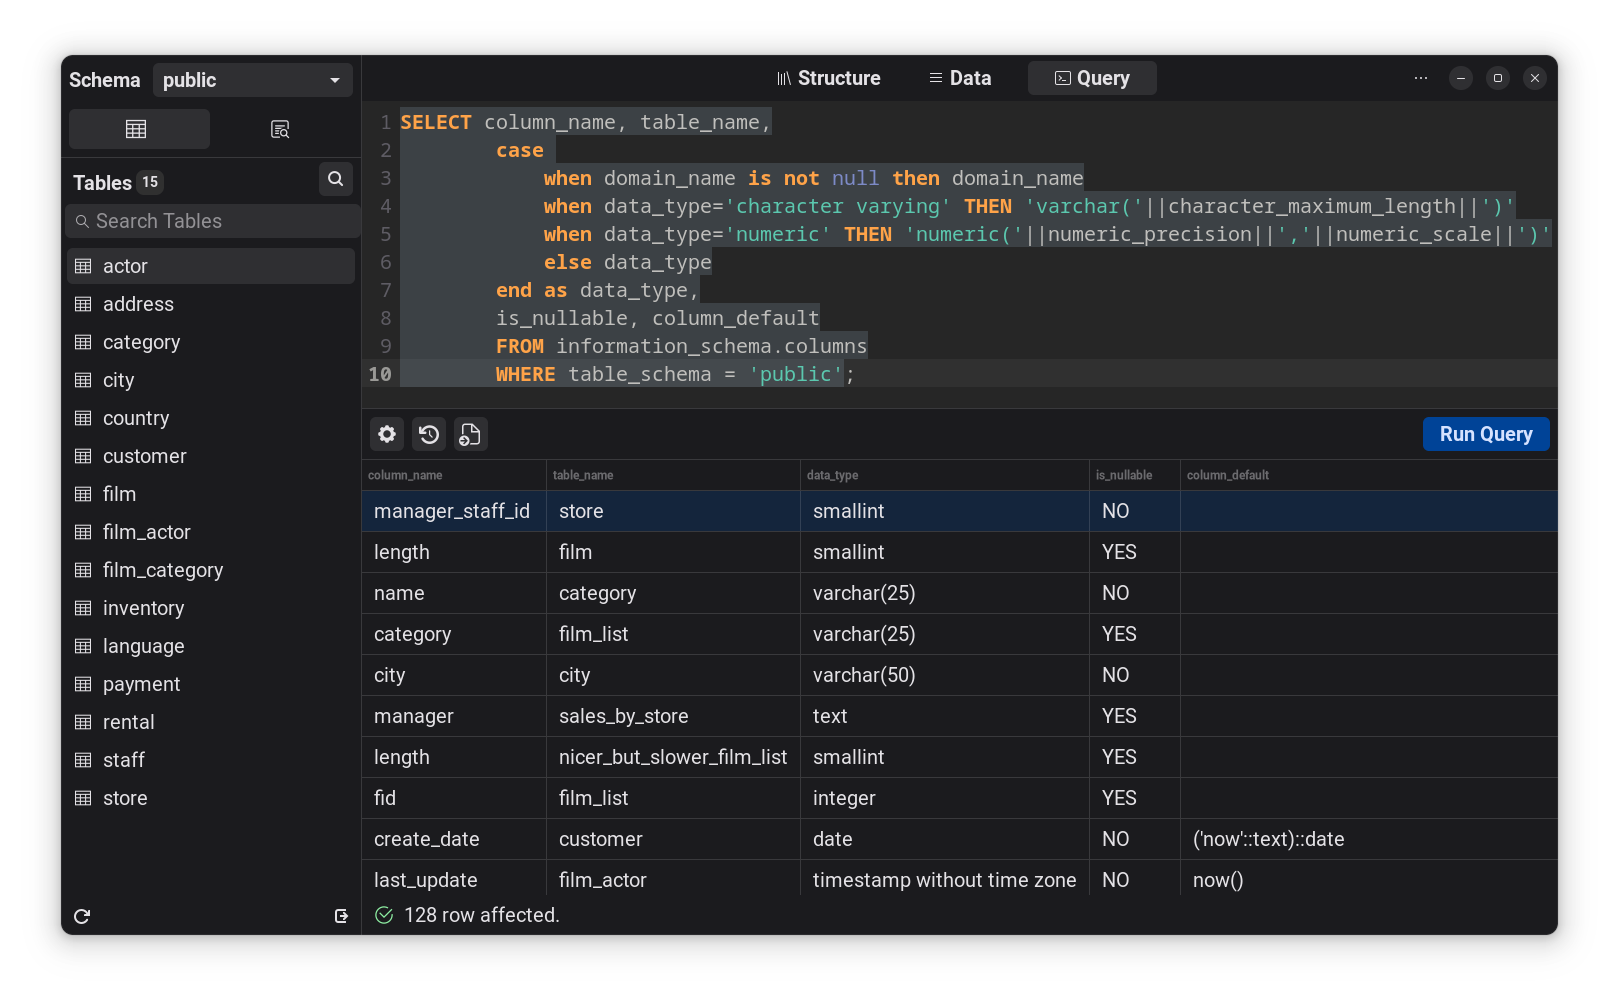 Schema public
Structure Data Query
Tables 15
Search Tables
actor
address
category
city
country
customer
film
film_actor
film_category
inventory
language
payment
rental
staff
store
1 SELECT column_name, table_name,
2 case
3 when domain_name is not null then domain_name
4 when data_type='character varying' THEN 'varchar('||character_maximum_length||')'
5 when data_type='numeric' THEN 'numeric('||numeric_precision||','||numeric_scale||')'
6 else data_type
7 end as data_type,
8 is_nullable, column_default
9 FROM information_schema.columns
10 WHERE table_schema = 'public';
Run Query
column_name table_name data_type is_nullable column_default
manager_staff_id store smallint NO
length film smallint YES
name category varchar(25) NO
category film_list varchar(25) YES
city city varchar(50) NO
manager sales_by_store text YES
length nicer_but_slower_film_list smallint YES
fid film_list integer YES
create_date customer date NO ('now'::text)::date
last_update film_actor timestamp without time zone NO now()
128 row affected.